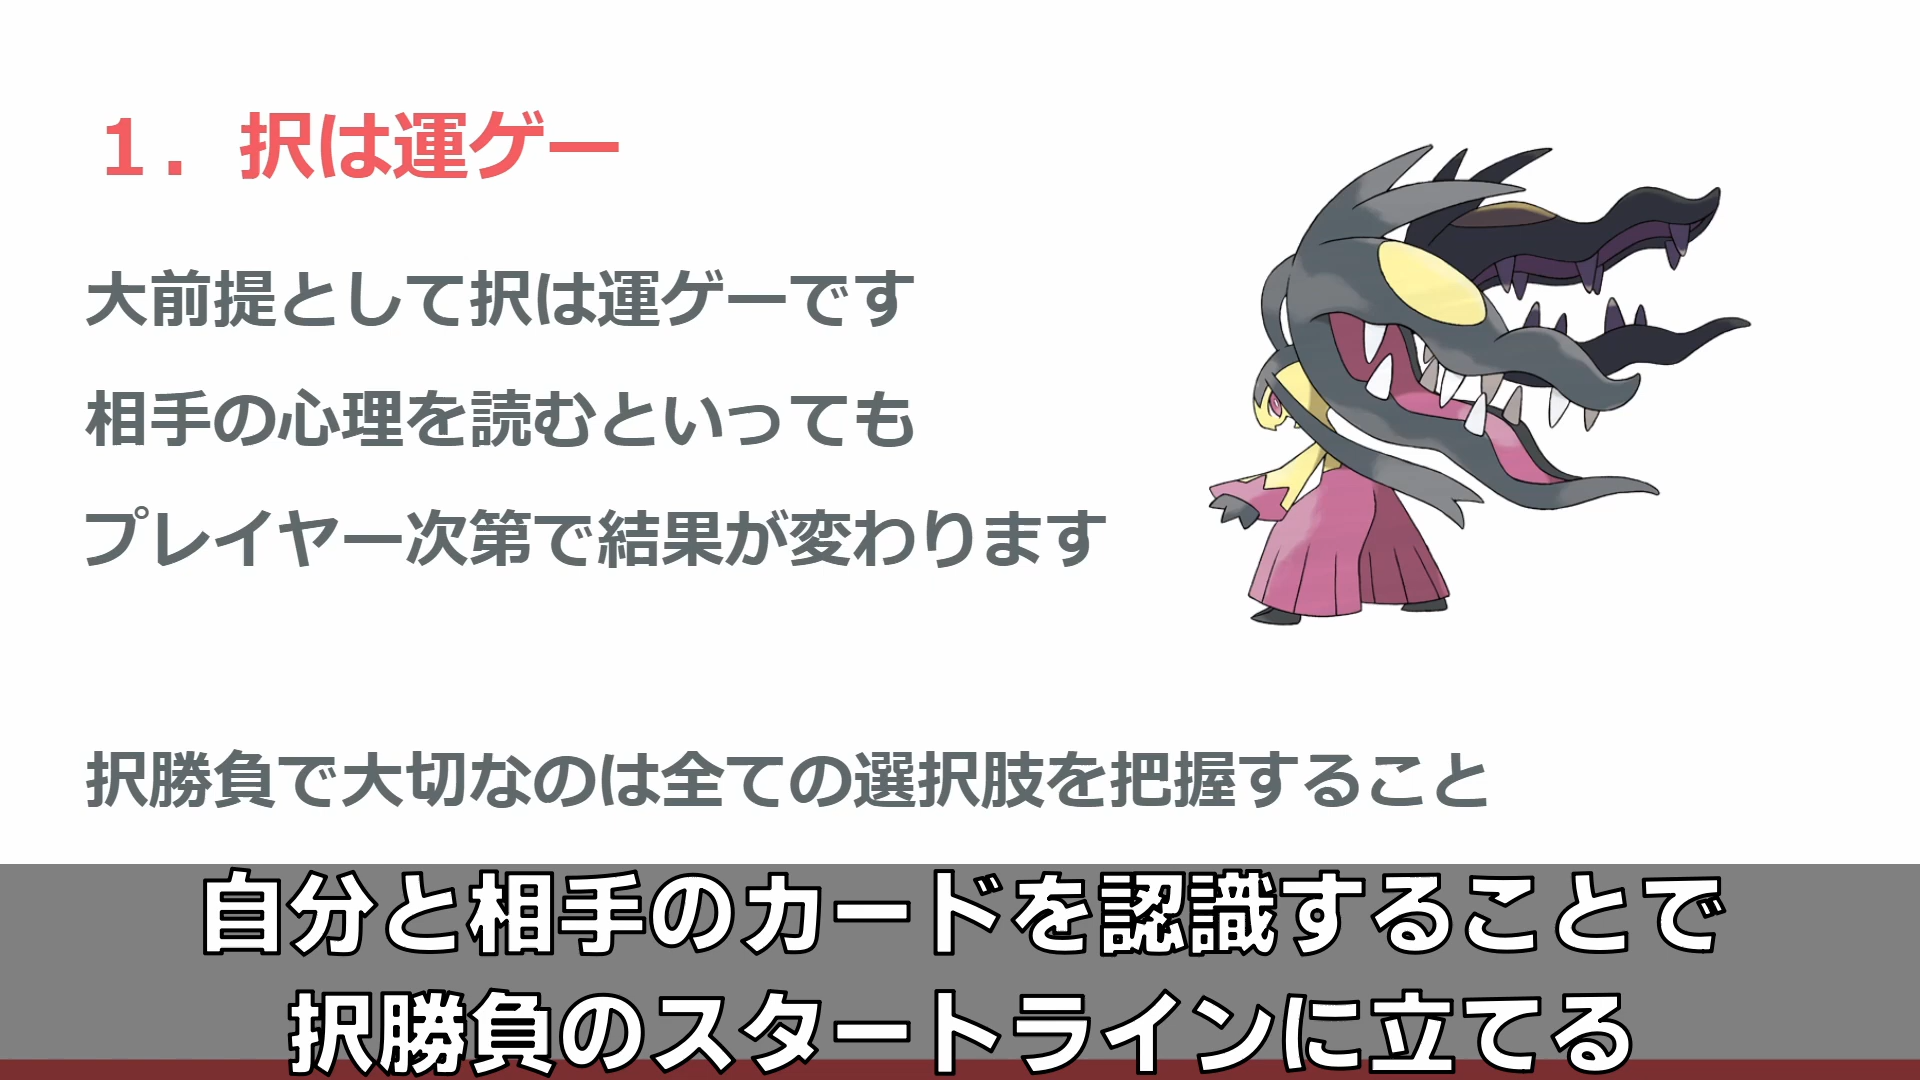 １．択は運ゲー
大前提として択は運ゲーです
相手の心理を読むといっても
プレイヤー次第で結果が変わります
択勝負で大切なのは全ての選択肢を把握すること
自分と相手のカードを認識することで
択勝負のスタートラインに立てる